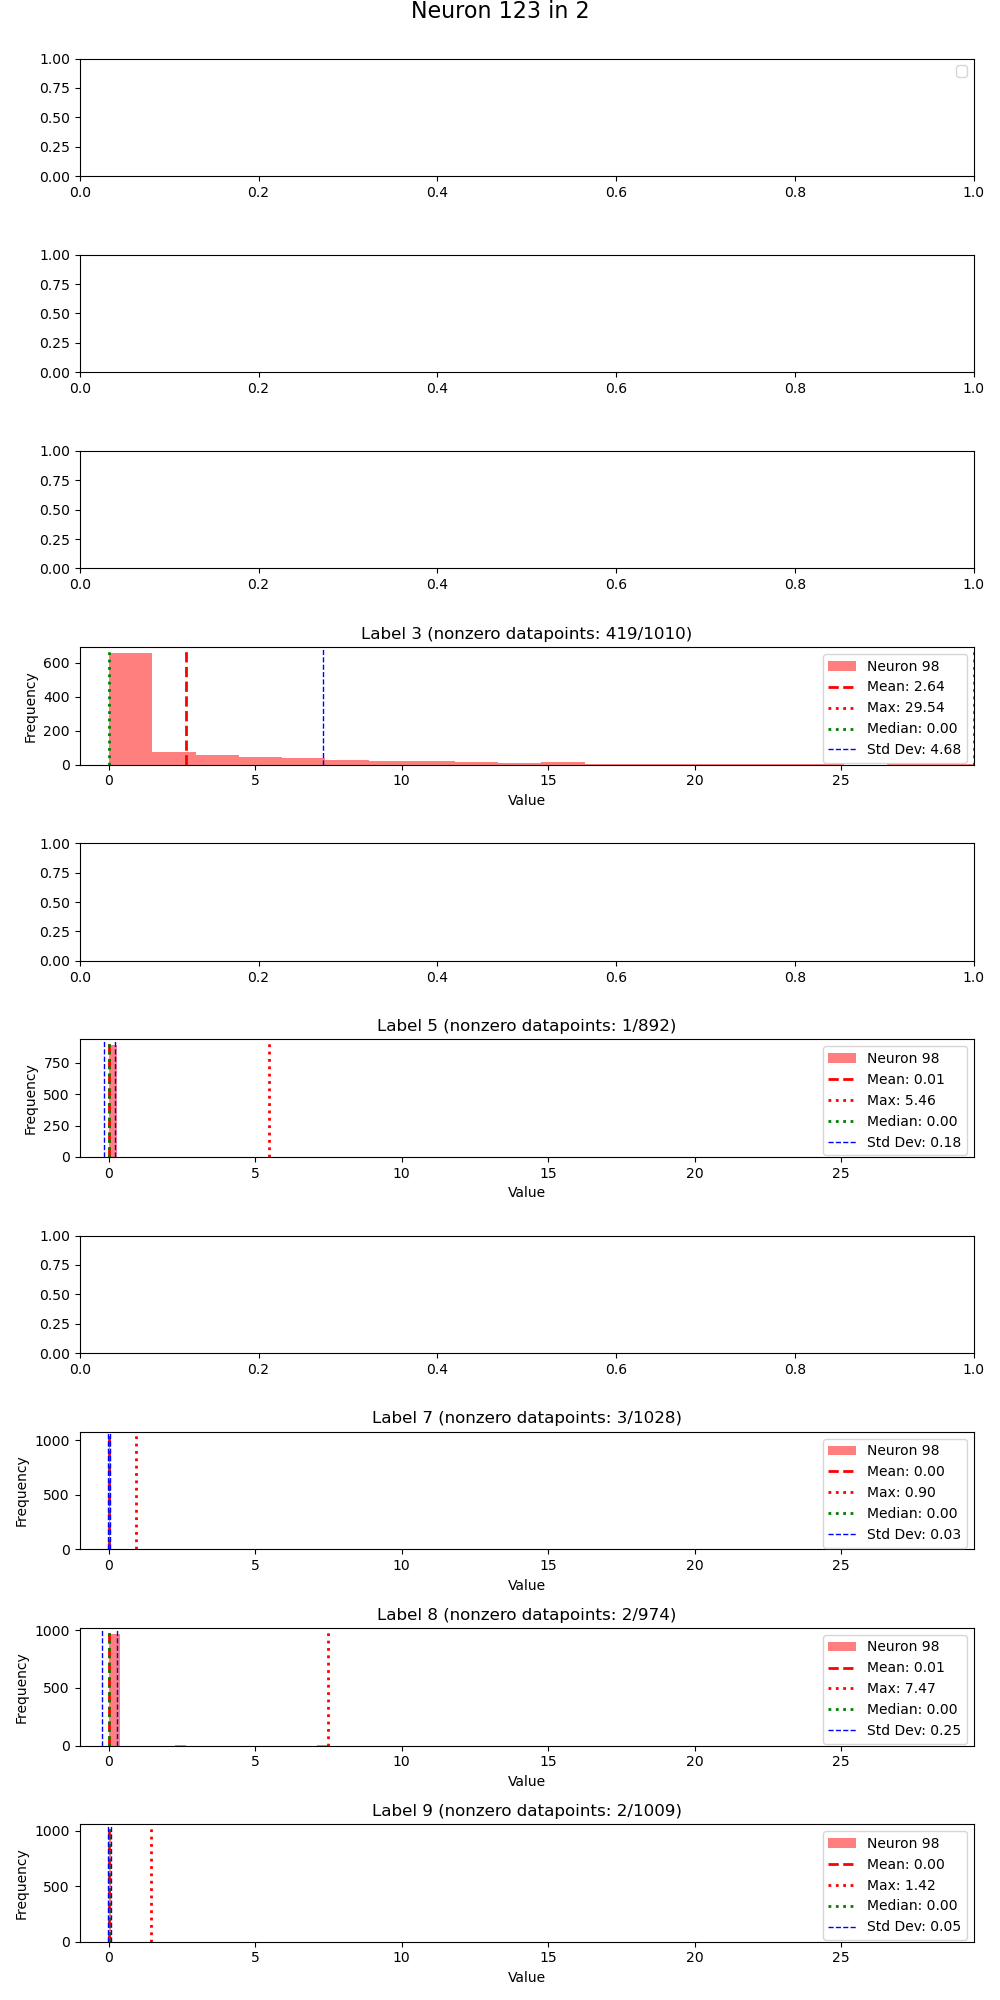 Neuron 123 in 2
1.00
0.75
0.50
0.25
0.00
0.0 0.2 0.4 0.6 0.8 1.0
1.00
0.75
0.50
0.25
0.00
0.0 0.2 0.4 0.6 0.8 1.0
1.00
0.75
0.50
0.25
0.00
0.0 0.2 0.4 0.6 0.8 1.0
Label 3 (nonzero datapoints: 419/1010)
Frequency
600
400
200
0
Neuron 98
Mean: 2.64
Max: 29.54
Median: 0.00
Std Dev: 4.68
0 5 10 15 20 25
Value
1.00
0.75
0.50
0.25
0.00
0.0 0.2 0.4 0.6 0.8 1.0
Label 5 (nonzero datapoints: 1/892)
Frequency
750
500
250
0
Neuron 98
Mean: 0.01
Max: 5.46
Median: 0.00
Std Dev: 0.18
0 5 10 15 20 25
Value
1.00
0.75
0.50
0.25
0.00
0.0 0.2 0.4 0.6 0.8 1.0
Label 7 (nonzero datapoints: 3/1028)
Frequency
1000
500
0
Neuron 98
Mean: 0.00
Max: 0.90
Median: 0.00
Std Dev: 0.03
0 5 10 15 20 25
Value
Label 8 (nonzero datapoints: 2/974)
Frequency
1000
500
0
Neuron 98
Mean: 0.01
Max: 7.47
Median: 0.00
Std Dev: 0.25
0 5 10 15 20 25
Value
Label 9 (nonzero datapoints: 2/1009)
Frequency
1000
500
0
Neuron 98
Mean: 0.00
Max: 1.42
Median: 0.00
Std Dev: 0.05
0 5 10 15 20 25
Value